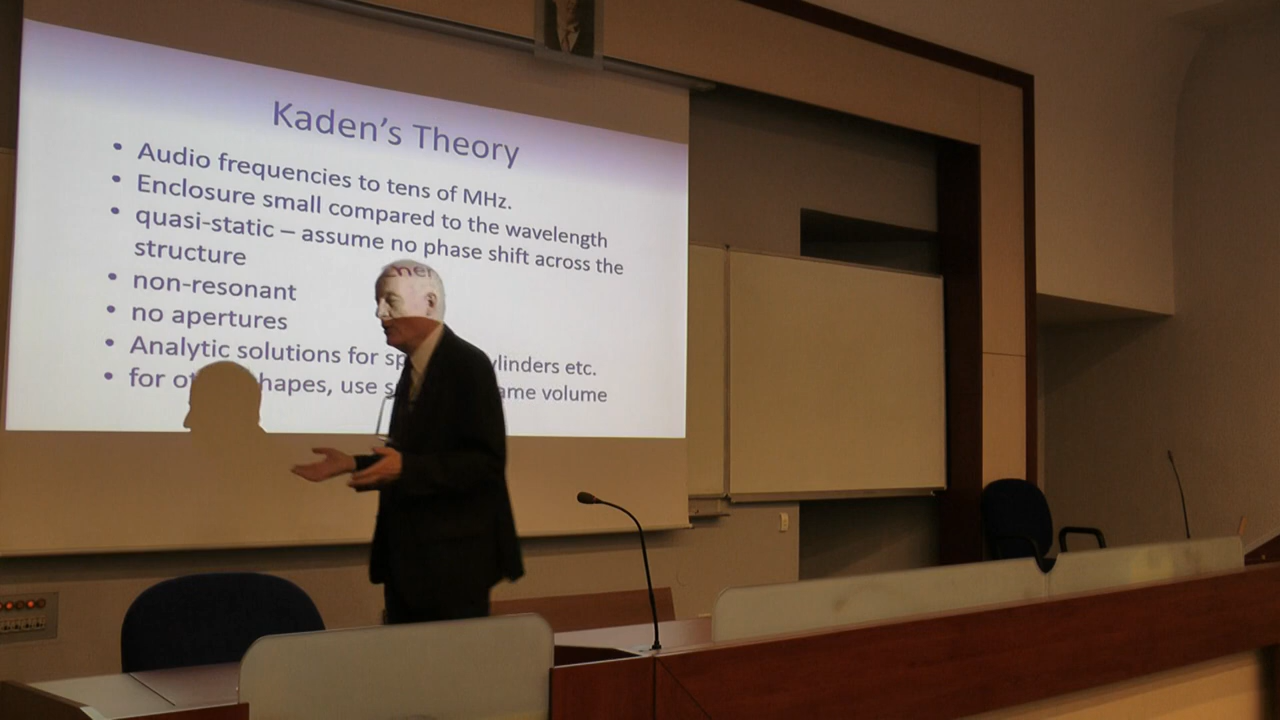 Kaden's Theory
• Audio frequencies to tens of MHz.
• Enclosure small compared to the wavelength
• quasi-static – assume no phase shift across the
structure
• non-resonant
• no apertures
• Analytic solutions for sp ylinders etc.
• for o hapes, use s ame volume